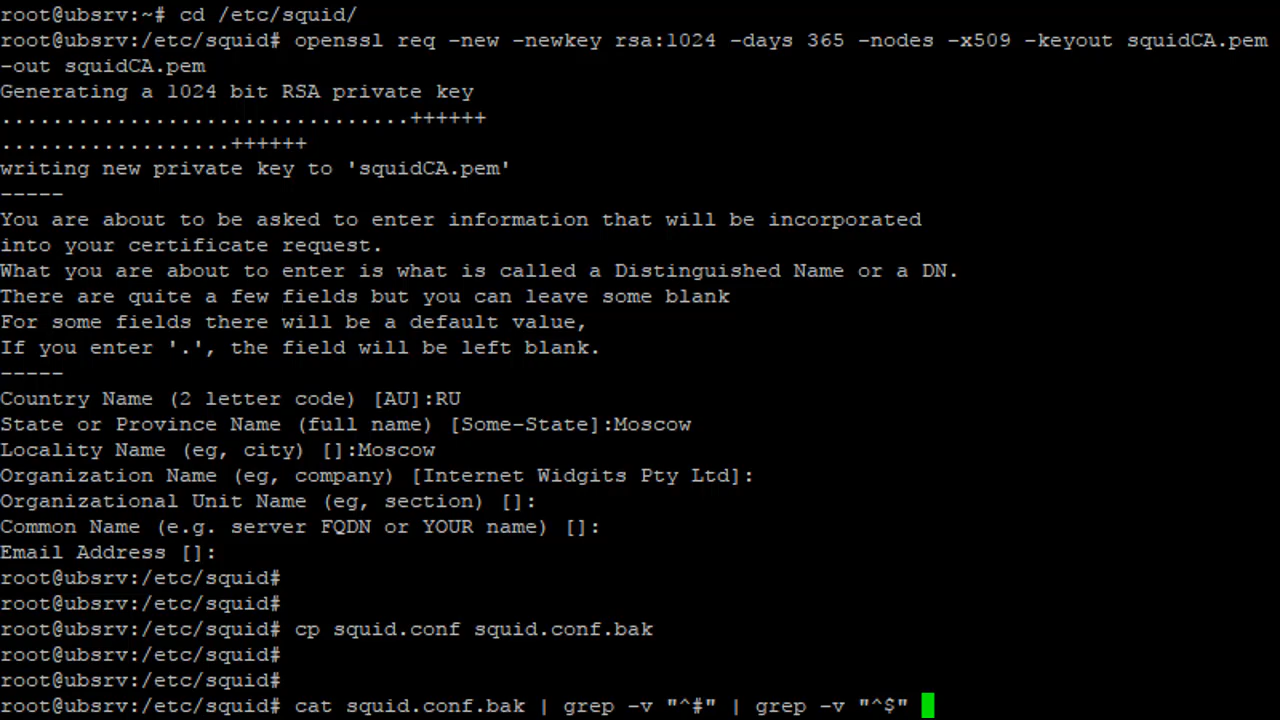 root@ubsrv:~# cd /etc/squid/
root@ubsrv:/etc/squid# openssl req -new -newkey rsa:1024 -days 365 -nodes -x509 -keyout squidCA.pem
-out squidCA.pem
Generating a 1024 bit RSA private key
................................++++++
..................++++++
writing new private key to 'squidCA.pem'
-----
You are about to be asked to enter information that will be incorporated
into your certificate request.
What you are about to enter is what is called a Distinguished Name or a DN.
There are quite a few fields but you can leave some blank
For some fields there will be a default value,
If you enter '.', the field will be left blank.
-----
Country Name (2 letter code) [AU]:RU
State or Province Name (full name) [Some-State]:Moscow
Locality Name (eg, city) []:Moscow
Organization Name (eg, company) [Internet Widgits Pty Ltd]:
Organizational Unit Name (eg, section) []:
Common Name (e.g. server FQDN or YOUR name) []:
Email Address []:
root@ubsrv:/etc/squid#
root@ubsrv:/etc/squid#
root@ubsrv:/etc/squid# cp squid.conf squid.conf.bak
root@ubsrv:/etc/squid#
root@ubsrv:/etc/squid#
root@ubsrv:/etc/squid# cat squid.conf.bak | grep -v "^#" | grep -v "^$"